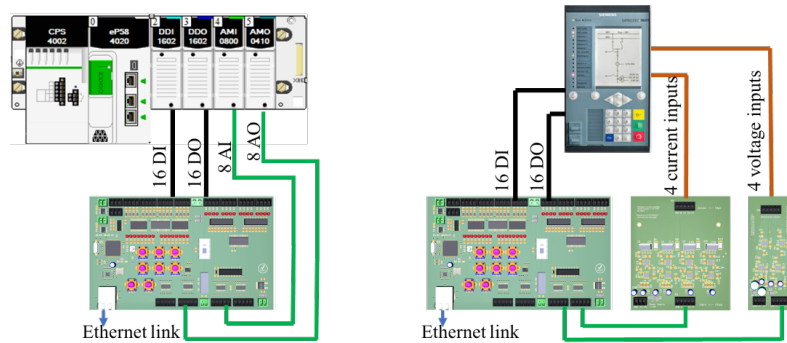 CPS
4002
0
eP58
4020
2
DDI
1602
3
DDO
1602
4
AMI
0800
5
AMO
0410
16 DI
16 DO
8 AI
8 AO
Ethernet link
SIEMENS
16 DI
16 DO
4 current inputs
4 voltage inputs
Ethernet link